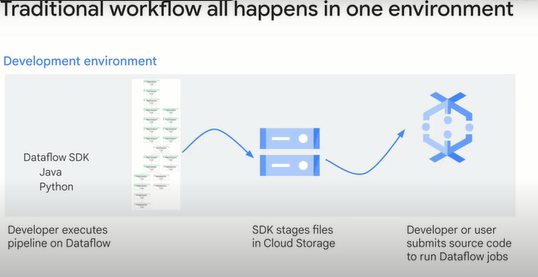 Traditional workflow all happens in one environment
Development environment
Dataflow SDK
Java
Python
Developer executes
pipeline on Dataflow
SDK stages files
in Cloud Storage
Developer or user
submits source code
to run Dataflow jobs